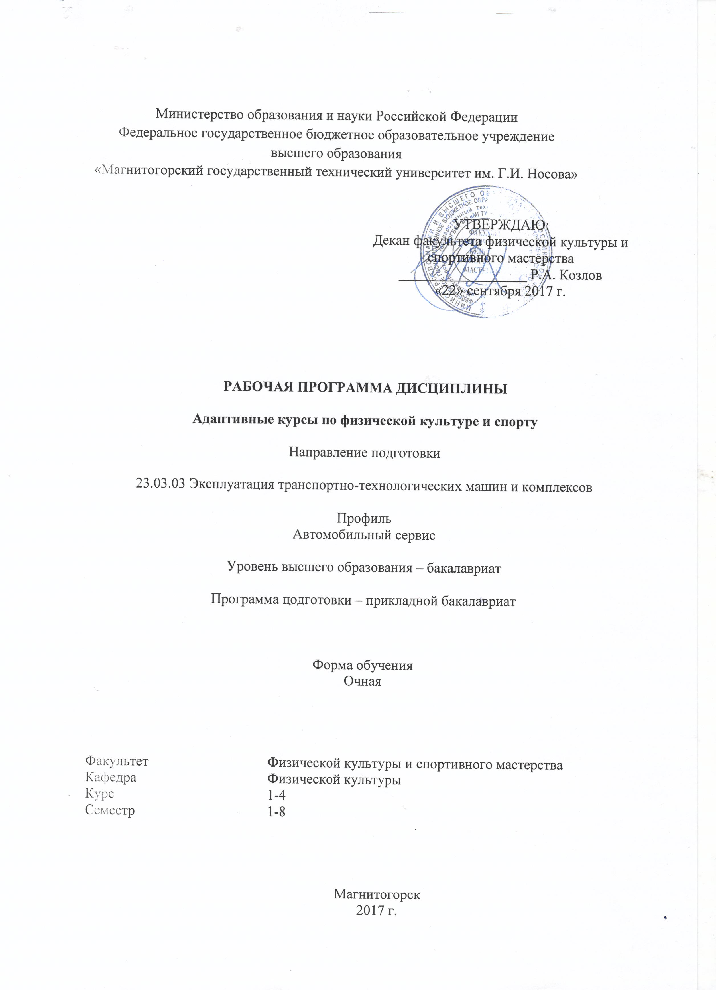 Министерство образования и науки Российской Федерации
Федеральное государственное бюджетное образовательное учреждение
высшего образования
«Магнитогорский государственный технический университет им. Г.И. Носова»
УТВЕРЖДАЮ:
Декан факультета физической культуры и
спортивного мастерства
__________________ Р.А. Козлов
«22» сентября 2017 г.
РАБОЧАЯ ПРОГРАММА ДИСЦИПЛИНЫ
Адаптивные курсы по физической культуре и спорту
Направление подготовки
23.03.03 Эксплуатация транспортно-технологических машин и комплексов
Профиль
Автомобильный сервис
Уровень высшего образования – бакалавриат
Программа подготовки – прикладной бакалавриат
Форма обучения
Очная
Факультет Физической культуры и спортивного мастерства
Кафедра Физической культуры
Курс 1-4
Семестр 1-8
Магнитогорск
2017 г.